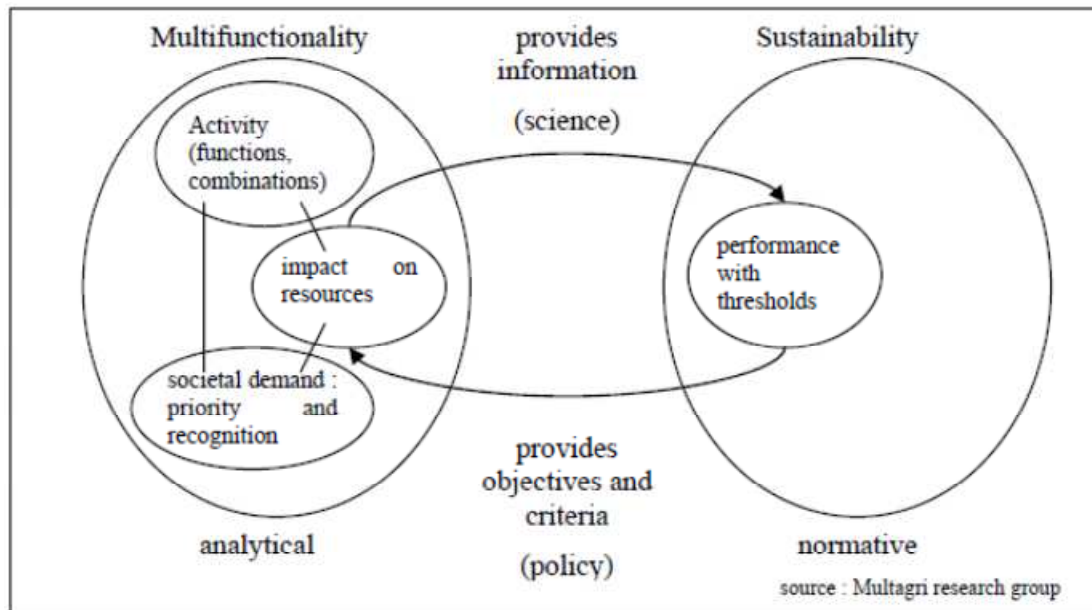 Multifunctionality
provides
information
(science)
Sustainability
Activity
(functions,
combinations)
impact on
resources
performance
with
thresholds
societal demand :
priority and
recognition
provides
objectives and
criteria
(policy)
analytical
normative
source : Multagri research group